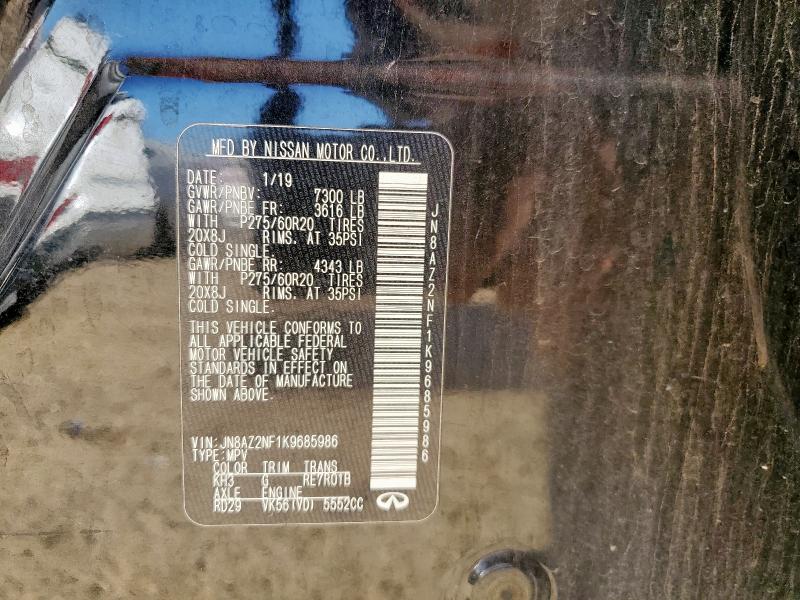 MFD BY NISSAN MOTOR CO.,LTD.
DATE: 1/19
GVWR/PNBV: 7300 LB
GAWR/PNBE FR: 3616 LB
WITH P275/60R20 TIRES
20X8J RIMS. AT 35PSI
COLD SINGLE.
GAWR/PNBE RR: 4343 LB
WITH P275/60R20 TIRES
20X8J RIMS. AT 35PSI
COLD SINGLE.
THIS VEHICLE CONFORMS TO
ALL APPLICABLE FEDERAL
MOTOR VEHICLE SAFETY
STANDARDS IN EFFECT ON
THE DATE OF MANUFACTURE
SHOWN ABOVE.
VIN: JN8AZ2NF1K9685986
TYPE: MPV
COLOR TRIM TRANS
KH3 G RE7R01B
AXLE ENGINE
RD29 VK56(VD) 5552CC
JN8AZ2NF1K9685986